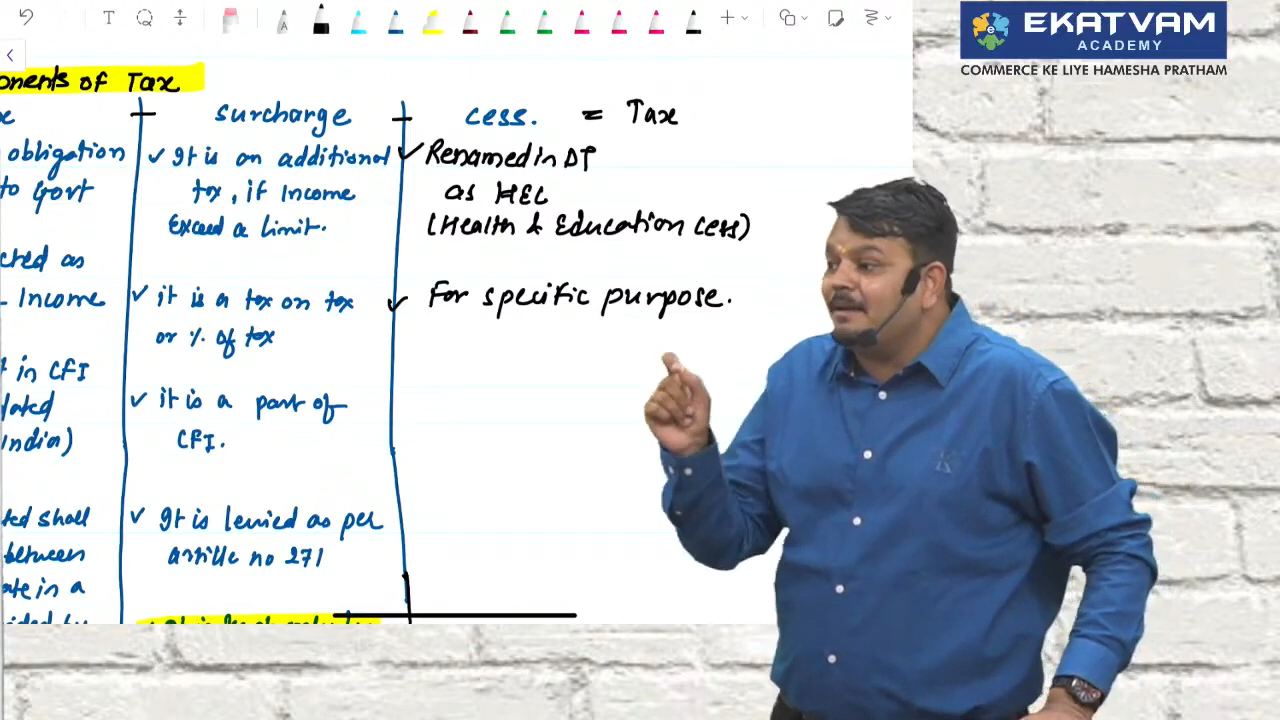 EKATVAM
ACADEMY
COMMERCE KE LIYE HAMESHA PRATHAM
T
A
onents of Tax
+ surcharge + cess. = Tax
obligation
to Govt
cted as
- Income
t in CFI
dated
India)
ted shall
between
ate in a
ided by
✓ It is an additional
tax, if Income
Exceed a limit.
✓ it is a tax on tax
or % of tax
✓ it is a part of
CFI.
✓ It is levied as per
article no 271
✓ Renamed in DT
as HEC
(Health & Education Cess)
✓ For specific purpose.